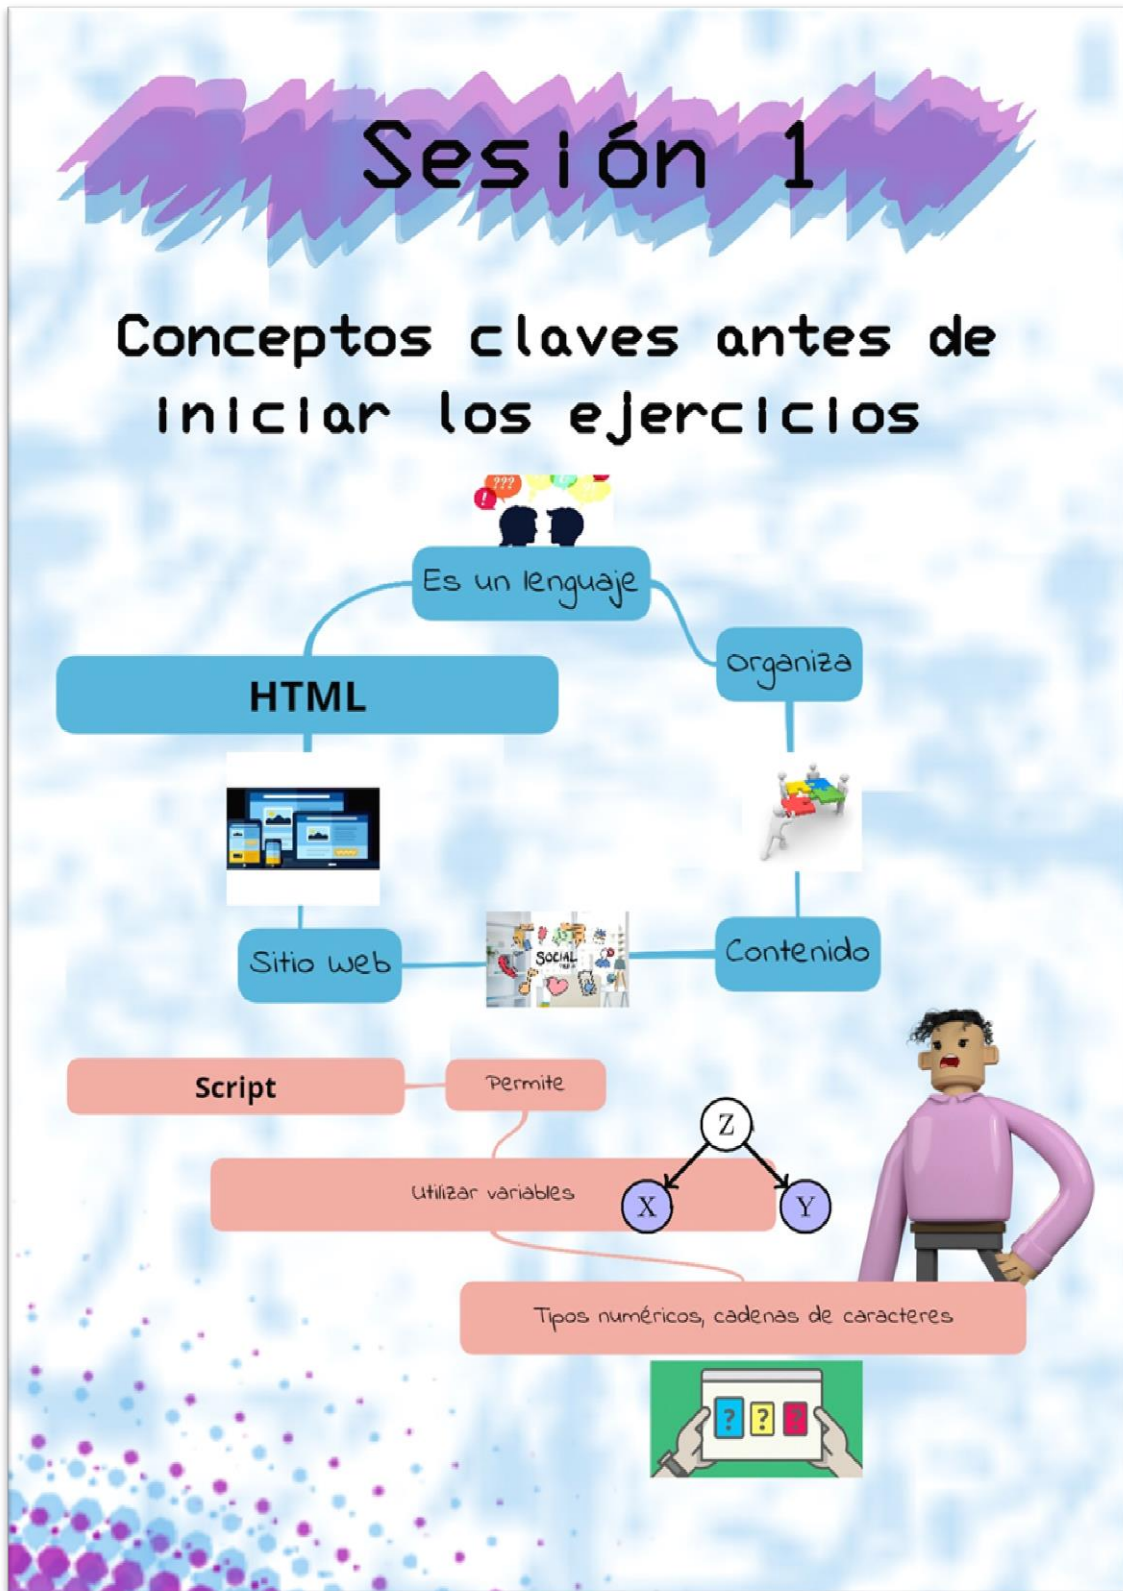 Sesión 1
Conceptos claves antes de
iniciar los ejercicios
???
!
Es un lenguaje
organiza
HTML
SOCIAL
Sitio web
Contenido
Script
Permite
Z
Utilizar variables
X
Y
Tipos numéricos, cadenas de caracteres
? ? ?